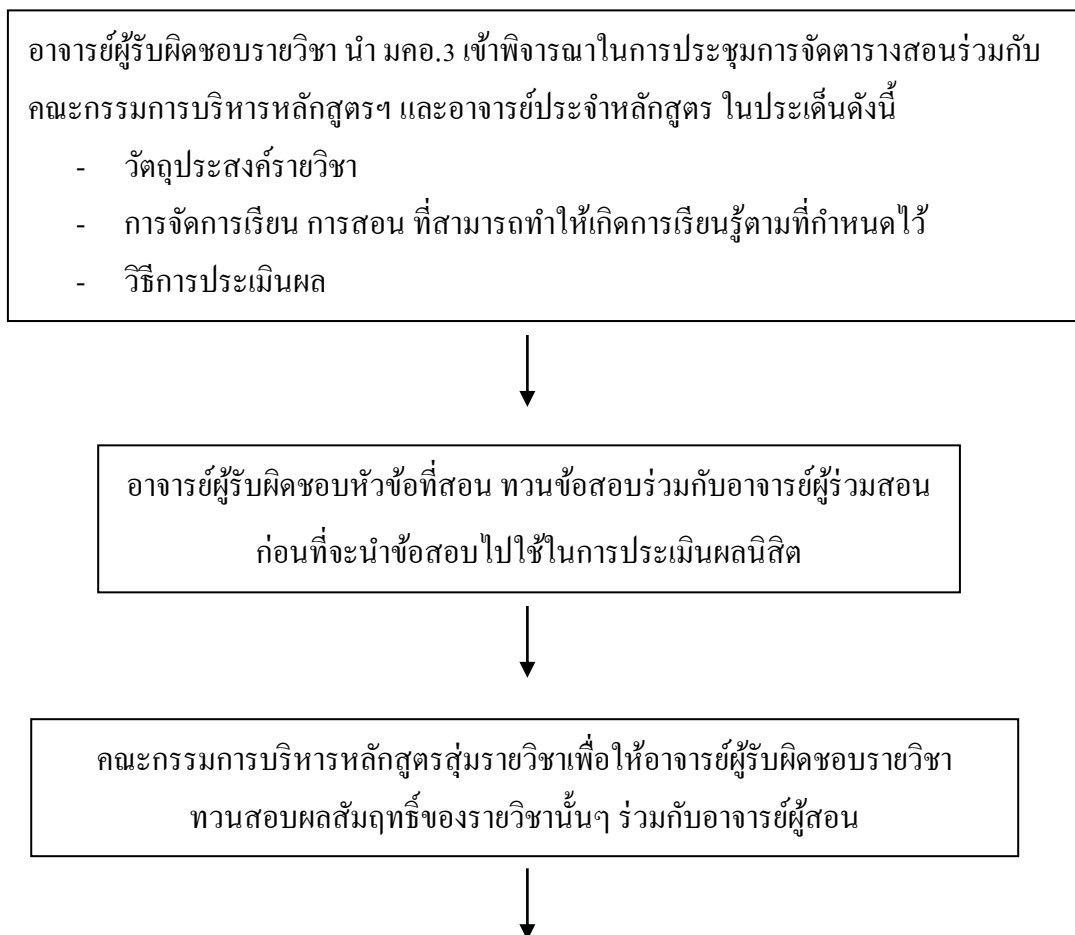 อาจารย์ผู้รับผิดชอบรายวิชา นำ มคอ.3 เข้าพิจารณาในการประชุมการจัดตารางสอนร่วมกับ
คณะกรรมการบริหารหลักสูตรฯ และอาจารย์ประจำหลักสูตร ในประเด็นดังนี้
- วัตถุประสงค์รายวิชา
- การจัดการเรียน การสอน ที่สามารถทำให้เกิดการเรียนรู้ตามที่กำหนดไว้
- วิธีการประเมินผล
อาจารย์ผู้รับผิดชอบหัวข้อที่สอน ทวนข้อสอบร่วมกับอาจารย์ผู้ร่วมสอน
ก่อนที่จะนำข้อสอบไปใช้ในการประเมินผลนิสิต
คณะกรรมการบริหารหลักสูตรสุ่มรายวิชาเพื่อให้อาจารย์ผู้รับผิดชอบรายวิชา
ทวนสอบผลสัมฤทธิ์ของรายวิชานั้นๆ ร่วมกับอาจารย์ผู้สอน